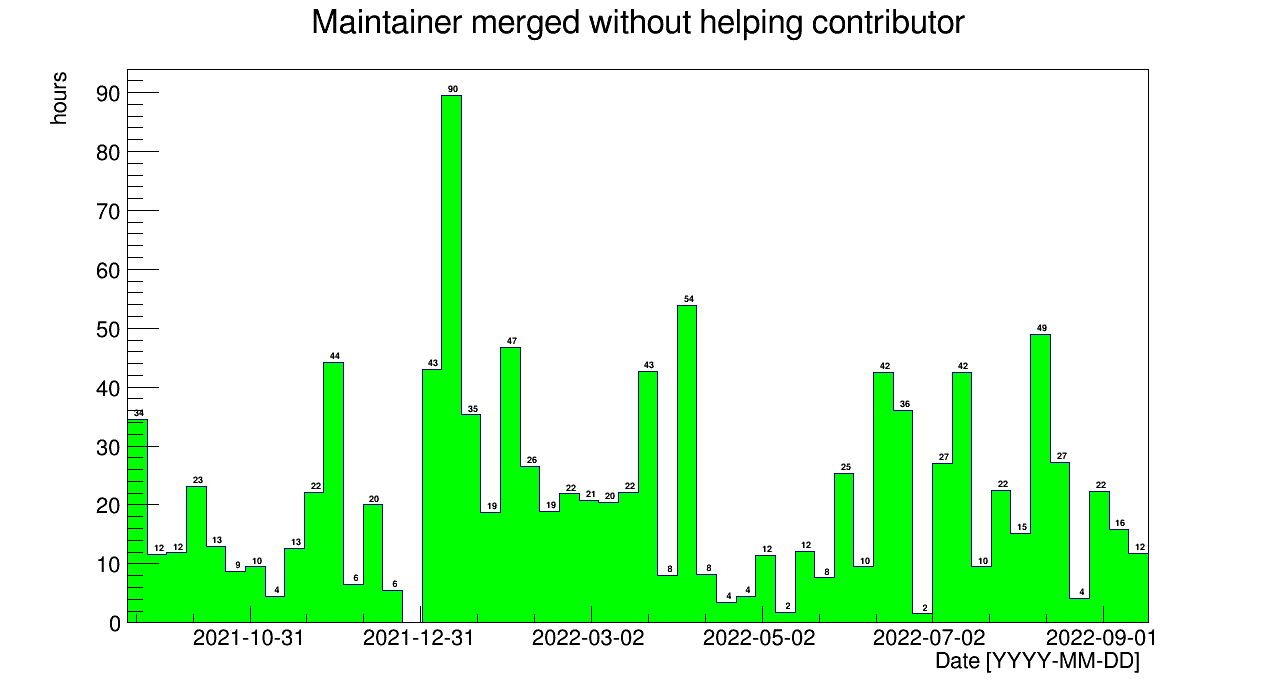 Maintainer merged without helping contributor
hours
90
80
70
60
50
40
30
20
10
0
34 12 12 23 13 9 10 4 13 22 44 6 20 6 43 90 35 19 47 26 19 22 21 20 22 43 8 54 8 4 4 12 2 12 8 25 10 42 36 2 27 42 10 22 15 49 27 4 22 16 12
2021-10-31 2021-12-31 2022-03-02 2022-05-02 2022-07-02 2022-09-01
Date [YYYY-MM-DD]